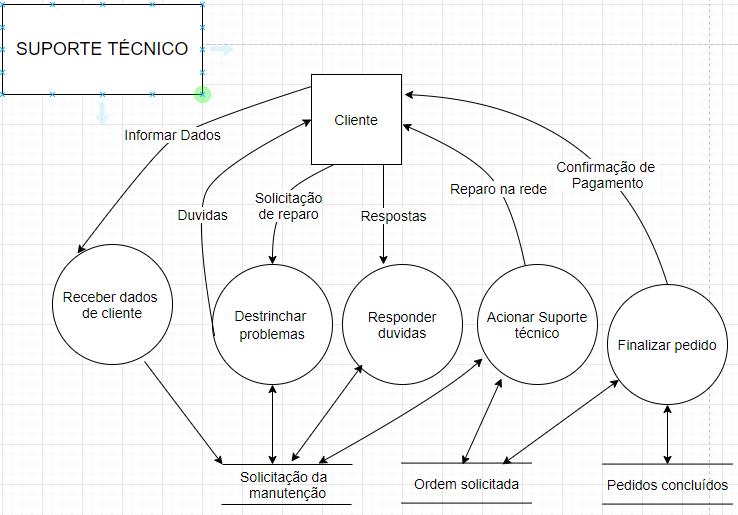 SUPORTE TÉCNICO
Cliente
Informar Dados
Duvidas
Solicitação
de reparo
Respostas
Reparo na rede
Confirmação de
Pagamento
Receber dados
de cliente
Destrinchar
problemas
Responder
duvidas
Acionar Suporte
técnico
Finalizar pedido
Solicitação da
manutenção
Ordem solicitada
Pedidos concluídos